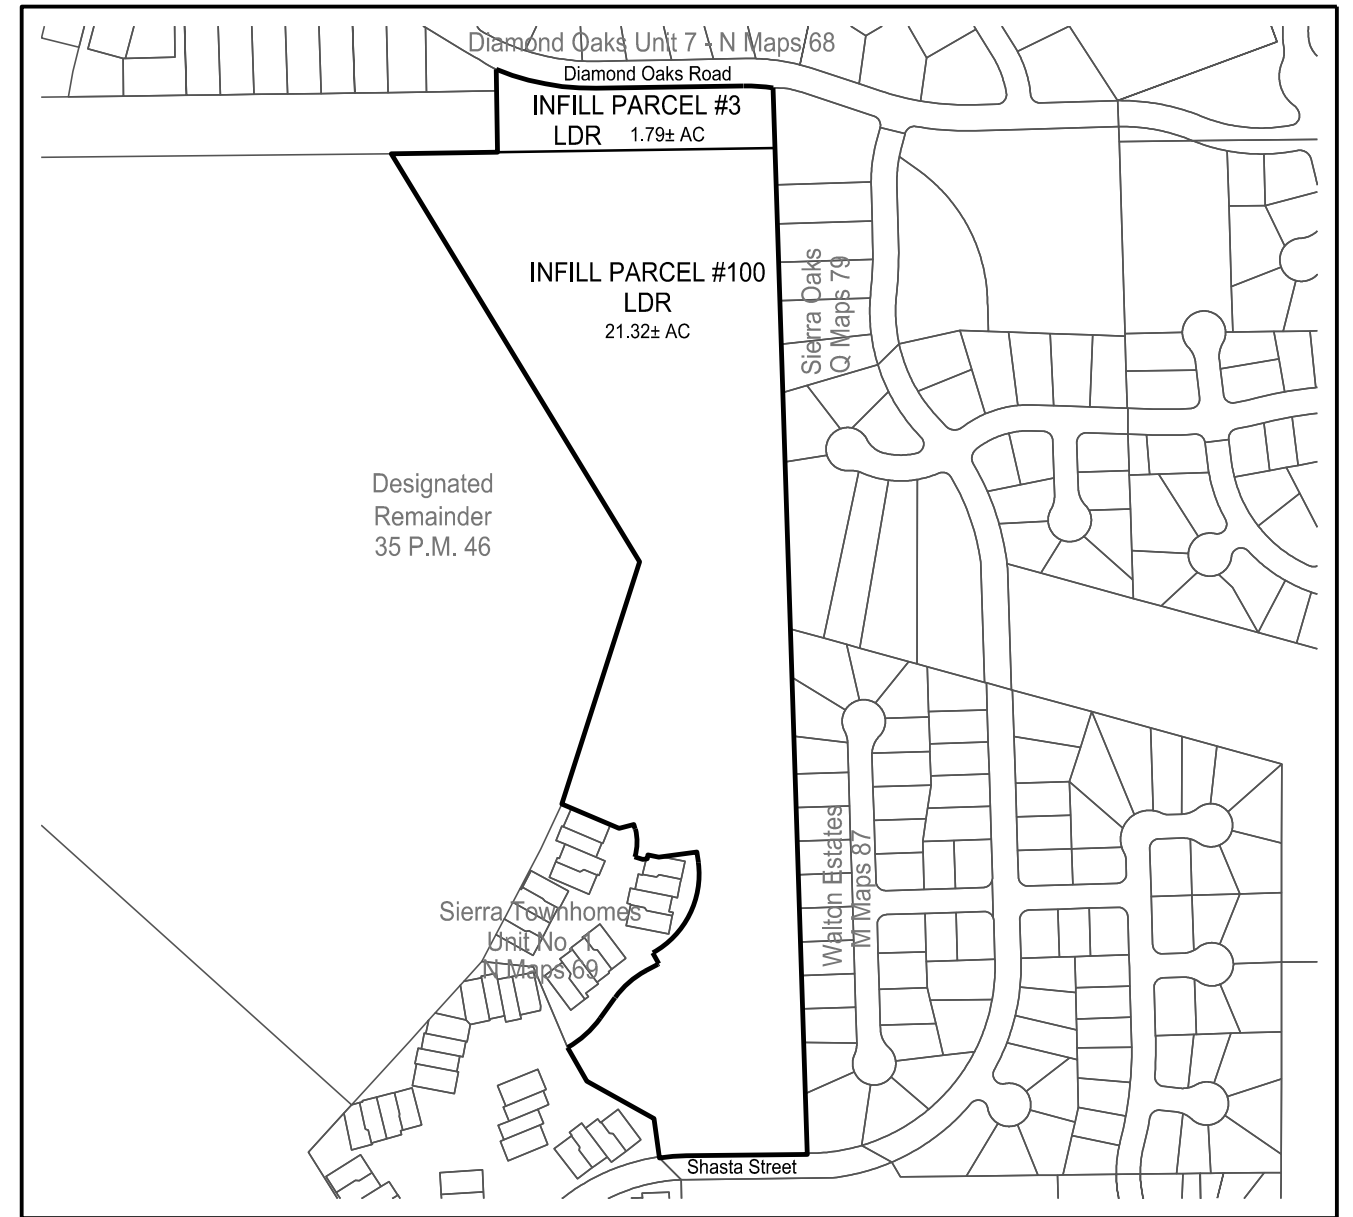 Diamond Oaks Unit 7 - N Maps 68
Diamond Oaks Road
INFILL PARCEL #3
LDR 1.79± AC
INFILL PARCEL #100
LDR
21.32± AC
Sierra Oaks
Q Maps 79
Designated
Remainder
35 P.M. 46
Walton Estates
M Maps 87
Sierra Townhomes
Unit No. 1
N Maps 69
Shasta Street